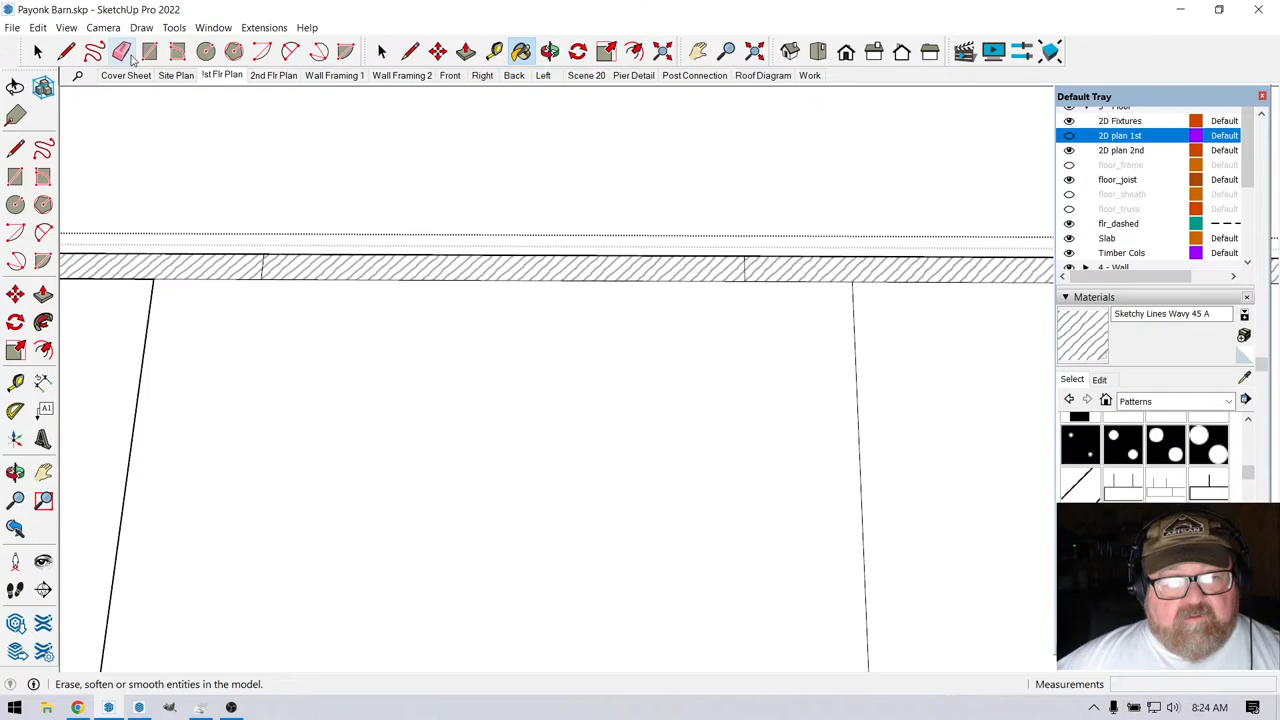 Payonk Barn.skp - SketchUp Pro 2022
File Edit View Camera Draw Tools Window Extensions Help
Cover Sheet Site Plan !st Flr Plan 2nd Flr Plan Wall Framing 1 Wall Framing 2 Front Right Back Left Scene 20 Pier Detail Post Connection Roof Diagram Work
Default Tray
2D Fixtures Default
2D plan 1st Default
2D plan 2nd Default
floor_frame Default
floor_joist Default
floor_sheath Default
floor_truss Default
flr_dashed
Slab Default
Timber Cols Default
4 - Wall
Materials
Sketchy Lines Wavy 45 A
Select Edit
Patterns
A1
Erase, soften or smooth entities in the model.
Measurements
8:24 AM